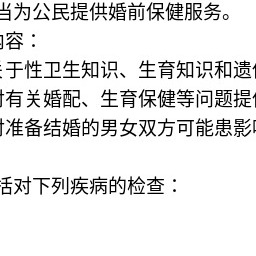 当为公民提供婚前保健服务。
内容：
关于性卫生知识、生育知识和遗
对有关婚配、生育保健等问题提
对准备结婚的男女双方可能患影
括对下列疾病的检查：